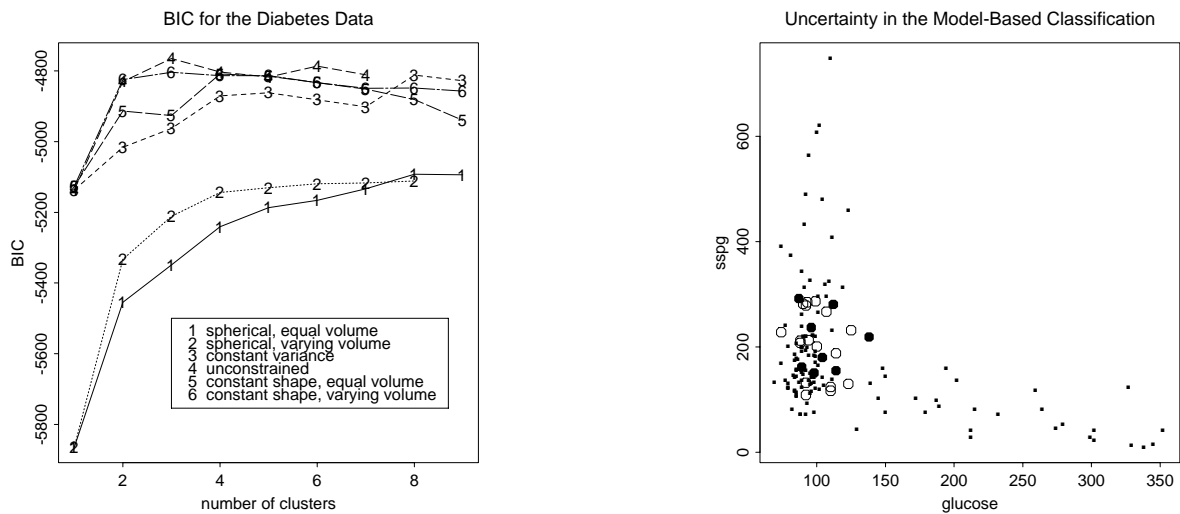 BIC for the Diabetes Data
BIC
-4800
-5000
-5200
-5400
-5600
-5800
1 spherical, equal volume
2 spherical, varying volume
3 constant variance
4 unconstrained
5 constant shape, equal volume
6 constant shape, varying volume
2 4 6 8
number of clusters
Uncertainty in the Model-Based Classification
sspg
600
400
200
0
100 150 200 250 300 350
glucose